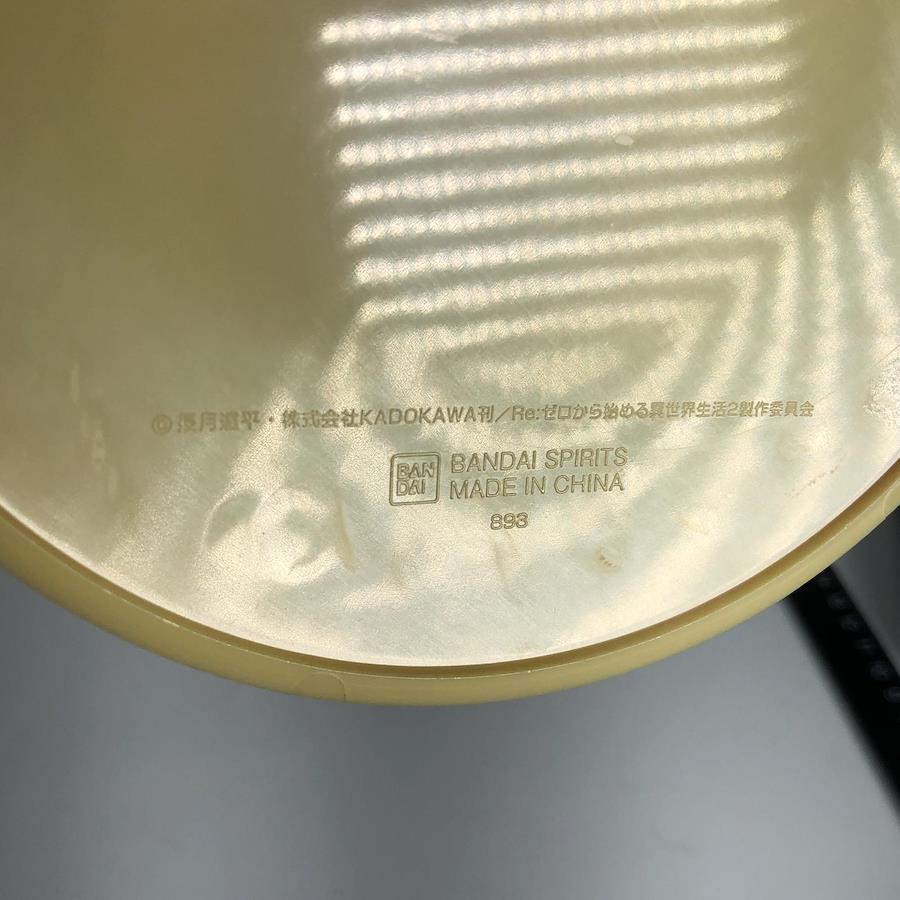 © 長月達平・株式会社KADOKAWA刊／Re:ゼロから始める異世界生活2製作委員会
BAN
DAI
BANDAI SPIRITS
MADE IN CHINA
893